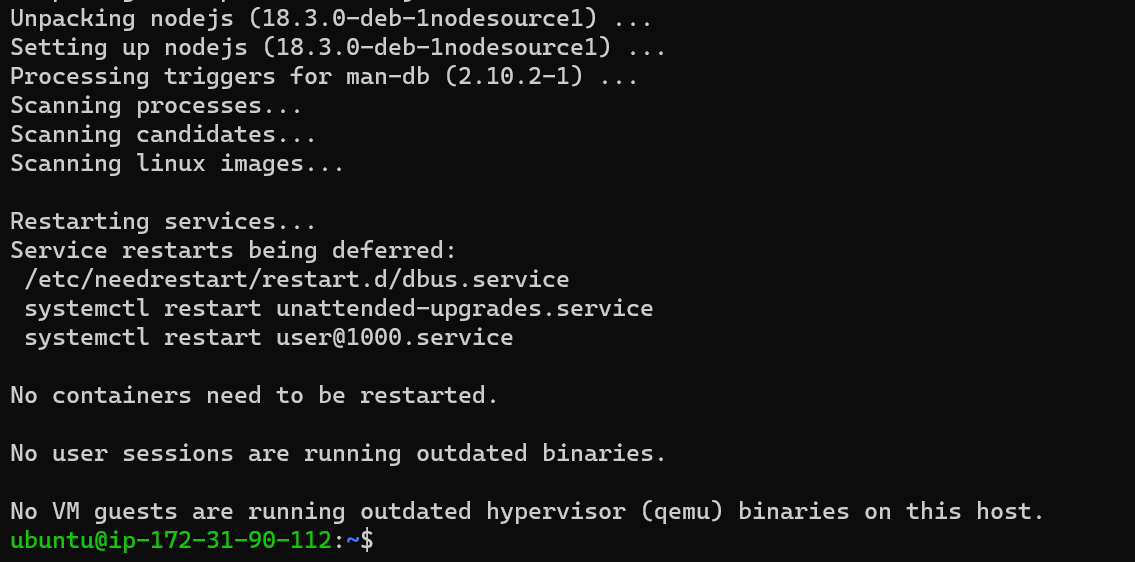 Unpacking nodejs (18.3.0-deb-1nodesource1) ...
Setting up nodejs (18.3.0-deb-1nodesource1) ...
Processing triggers for man-db (2.10.2-1) ...
Scanning processes...
Scanning candidates...
Scanning linux images...

Restarting services...
Service restarts being deferred:
 /etc/needrestart/restart.d/dbus.service
 systemctl restart unattended-upgrades.service
 systemctl restart user@1000.service

No containers need to be restarted.

No user sessions are running outdated binaries.

No VM guests are running outdated hypervisor (qemu) binaries on this host.
ubuntu@ip-172-31-90-112:~$